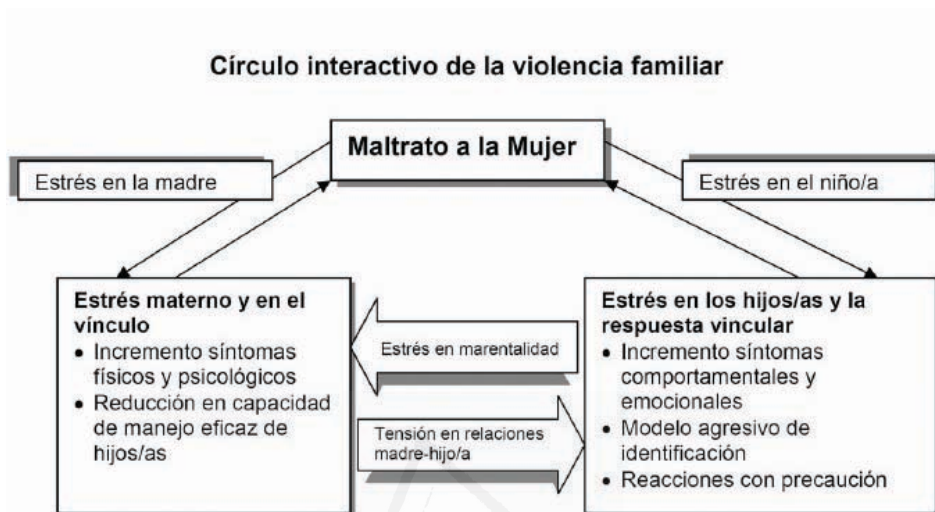 Círculo interactivo de la violencia familiar
Maltrato a la Mujer
Estrés en la madre
Estrés en el niño/a
Estrés materno y en el
vínculo
• Incremento síntomas
físicos y psicológicos
• Reducción en capacidad
de manejo eficaz de
hijos/as
Estrés en marentalidad
Tensión en relaciones
madre-hijo/a
Estrés en los hijos/as y la
respuesta vincular
• Incremento síntomas
comportamentales y
emocionales
• Modelo agresivo de
identificación
• Reacciones con precaución